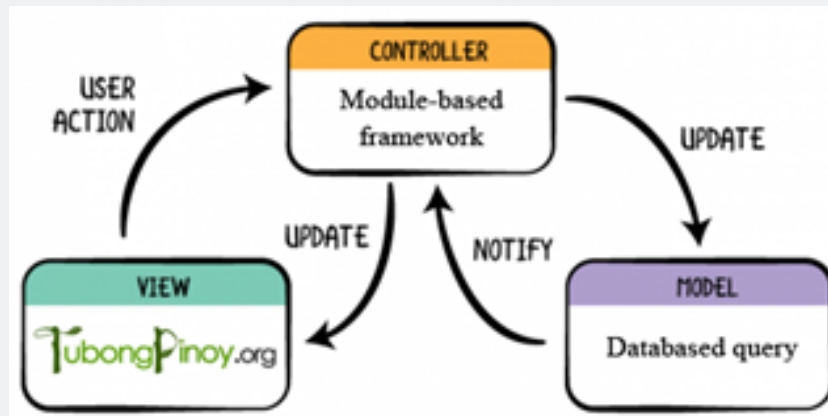 CONTROLLER
Module-based
framework
USER
ACTION
UPDATE
UPDATE
NOTIFY
VIEW
TubongPinoy.org
MODEL
Databased query